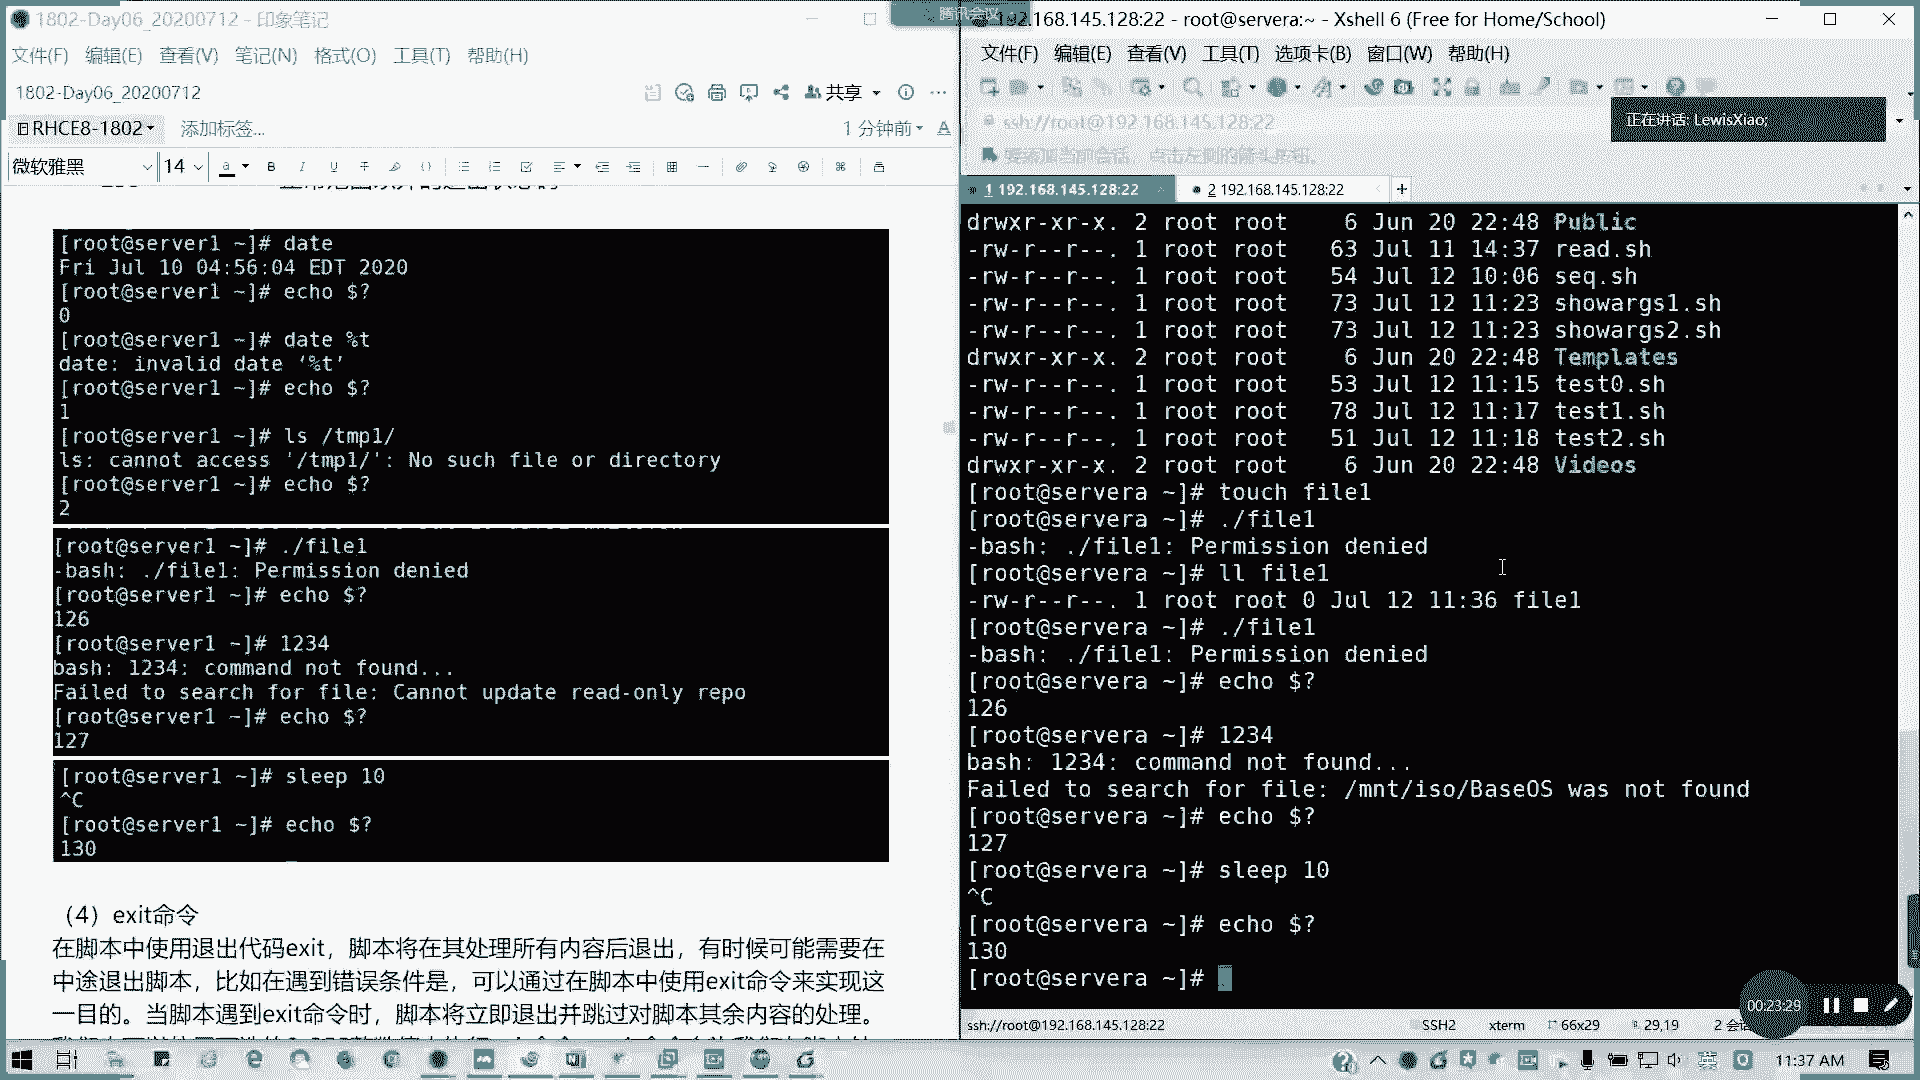 1802-Day06_20200712 - 印象笔记
文件(F) 编辑(E) 查看(V) 笔记(N) 格式(O) 工具(T) 帮助(H)
1802-Day06_20200712
共享
RHCE8-1802
添加标签...
1 分钟前
微软雅黑 14
[root@server1 ~]# date
Fri Jul 10 04:56:04 EDT 2020
[root@server1 ~]# echo $?
0
[root@server1 ~]# date %t
date: invalid date ‘%t’
[root@server1 ~]# echo $?
1
[root@server1 ~]# ls /tmp1/
ls: cannot access '/tmp1/': No such file or directory
[root@server1 ~]# echo $?
2
[root@server1 ~]# ./file1
-bash: ./file1: Permission denied
[root@server1 ~]# echo $?
126
[root@server1 ~]# 1234
bash: 1234: command not found...
Failed to search for file: Cannot update read-only repo
[root@server1 ~]# echo $?
127
[root@server1 ~]# sleep 10
^C
[root@server1 ~]# echo $?
130
（4）exit命令
在脚本中使用退出代码exit，脚本将在其处理所有内容后退出，有时候可能需要在
中途退出脚本，比如在遇到错误条件是，可以通过在脚本中使用exit命令来实现这
一目的。当脚本遇到exit命令时，脚本将立即退出并跳过对脚本其余内容的处理。
腾讯会议
192.168.145.128:22 - root@servera:~ - Xshell 6 (Free for Home/School)
文件(F) 编辑(E) 查看(V) 工具(T) 选项卡(B) 窗口(W) 帮助(H)
ssh://root@192.168.145.128:22
正在讲话: LewisXiao;
要添加当前会话，点击左侧的箭头按钮。
1 192.168.145.128:22
2 192.168.145.128:22
drwxr-xr-x. 2 root root 6 Jun 20 22:48 Public
-rw-r--r--. 1 root root 63 Jul 11 14:37 read.sh
-rw-r--r--. 1 root root 54 Jul 12 10:06 seq.sh
-rw-r--r--. 1 root root 73 Jul 12 11:23 showargs1.sh
-rw-r--r--. 1 root root 73 Jul 12 11:23 showargs2.sh
drwxr-xr-x. 2 root root 6 Jun 20 22:48 Templates
-rw-r--r--. 1 root root 53 Jul 12 11:15 test0.sh
-rw-r--r--. 1 root root 78 Jul 12 11:17 test1.sh
-rw-r--r--. 1 root root 51 Jul 12 11:18 test2.sh
drwxr-xr-x. 2 root root 6 Jun 20 22:48 Videos
[root@servera ~]# touch file1
[root@servera ~]# ./file1
-bash: ./file1: Permission denied
[root@servera ~]# ll file1
-rw-r--r--. 1 root root 0 Jul 12 11:36 file1
[root@servera ~]# ./file1
-bash: ./file1: Permission denied
[root@servera ~]# echo $?
126
[root@servera ~]# 1234
bash: 1234: command not found...
Failed to search for file: /mnt/iso/BaseOS was not found
[root@servera ~]# echo $?
127
[root@servera ~]# sleep 10
^C
[root@servera ~]# echo $?
130
[root@servera ~]#
00:23:29
ssh://root@192.168.145.128:22 SSH2 xterm 66x29 29,19
11:37 AM